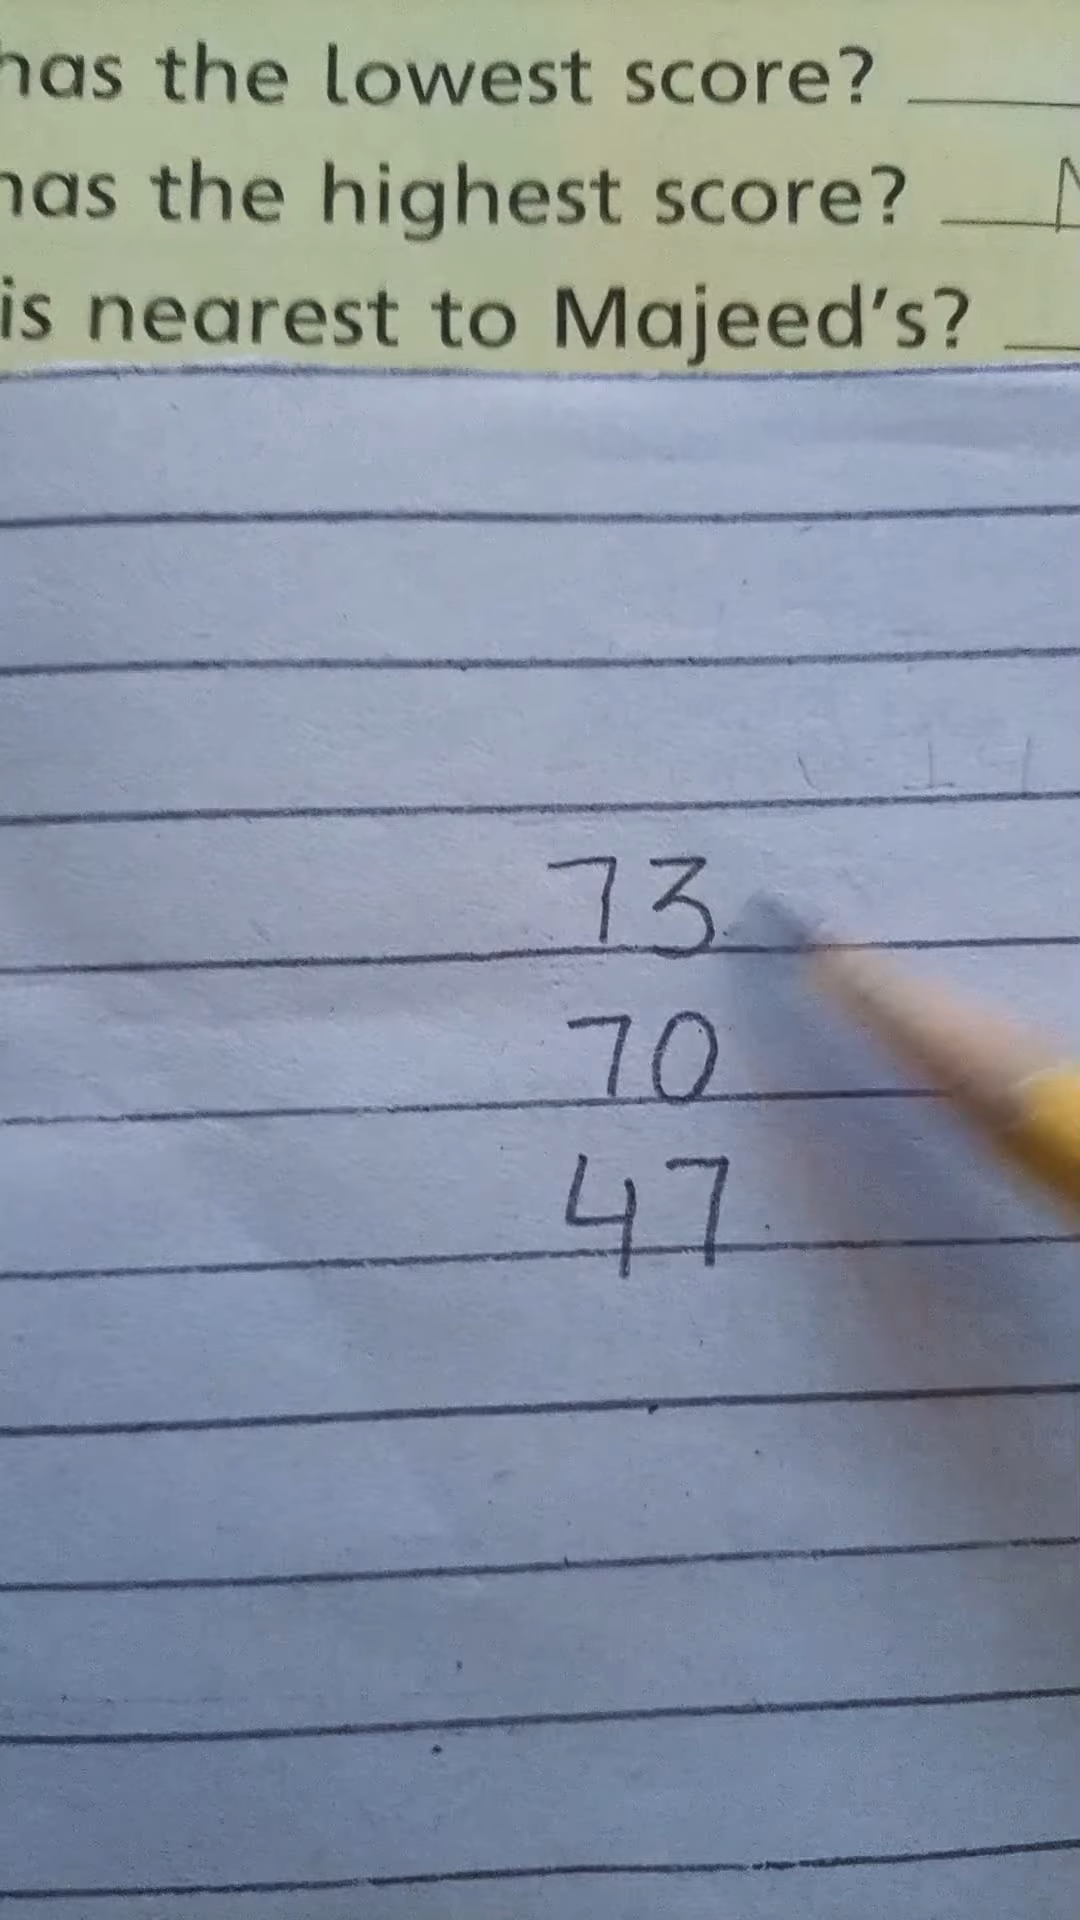 has the lowest score?
has the highest score?
is nearest to Majeed's?
73
70
47